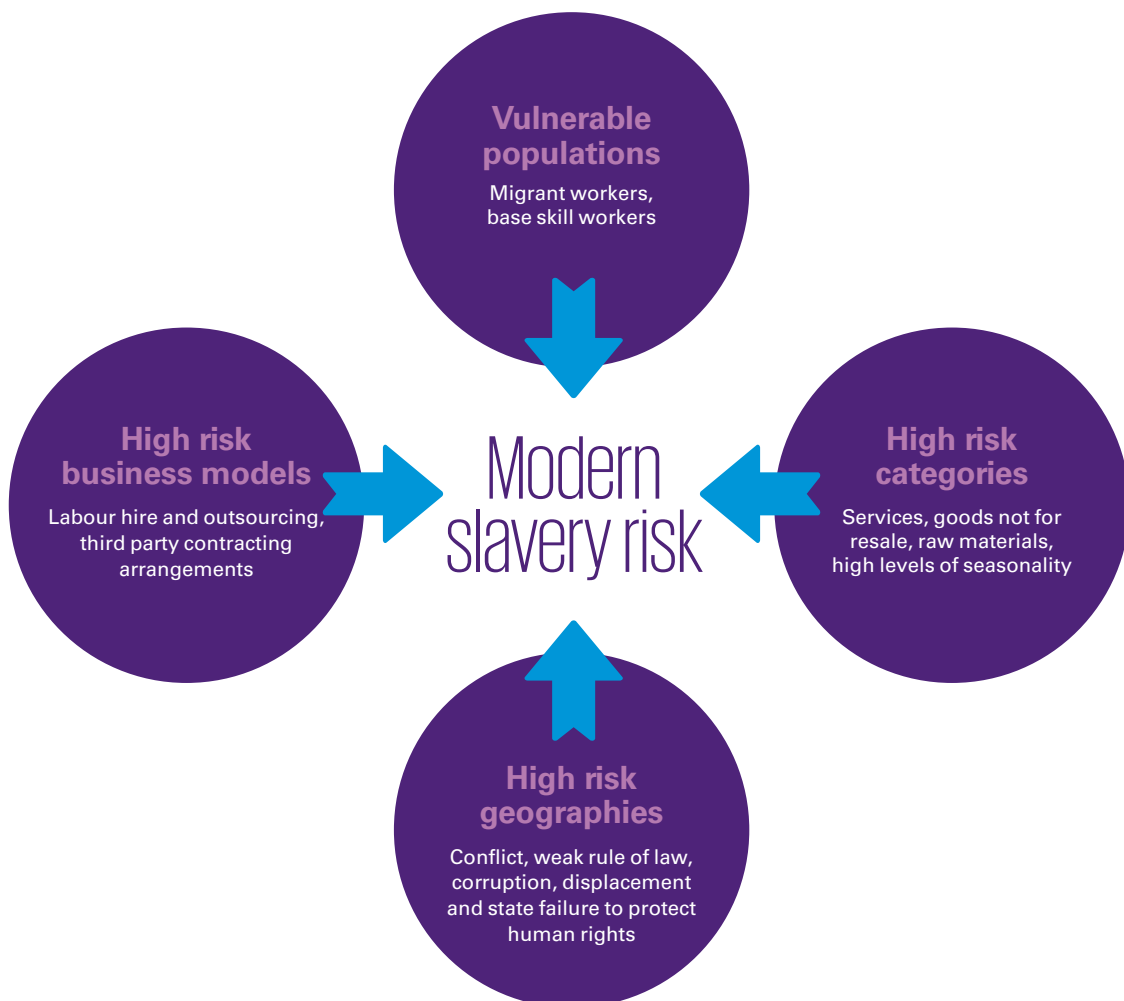 Vulnerable
populations
Migrant workers,
base skill workers
High risk
business models
Labour hire and outsourcing,
third party contracting
arrangements
Modern
slavery risk
High risk
categories
Services, goods not for
resale, raw materials,
high levels of seasonality
High risk
geographies
Conflict, weak rule of law,
corruption, displacement
and state failure to protect
human rights